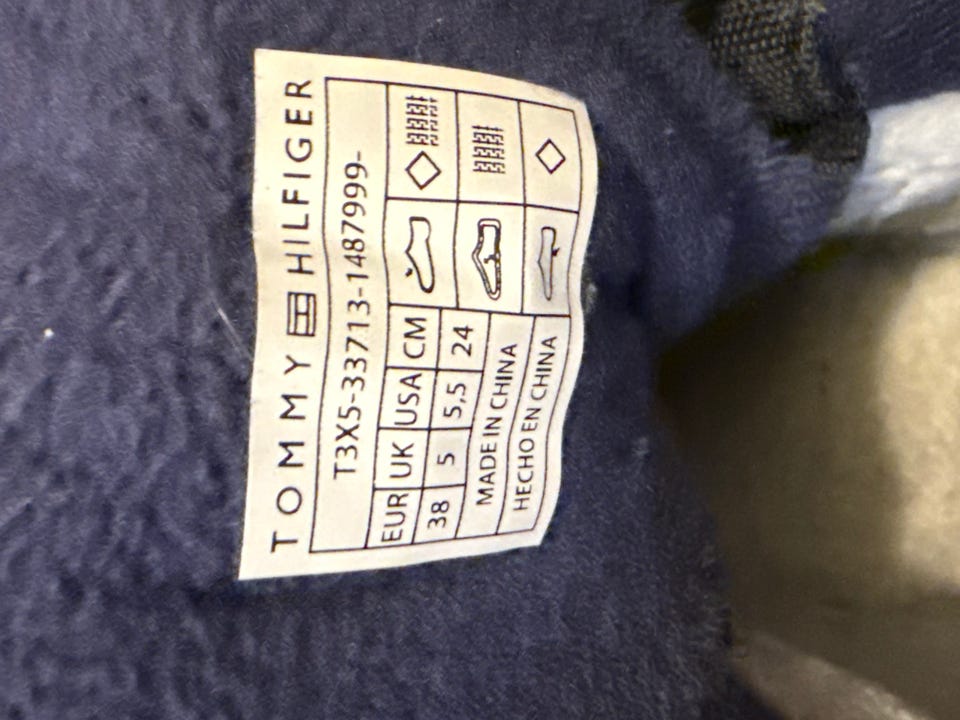 TOMMY HILFIGER
T3X5-33713-1487999-
EUR UK USA CM
38 5 5,5 24
MADE IN CHINA
HECHO EN CHINA